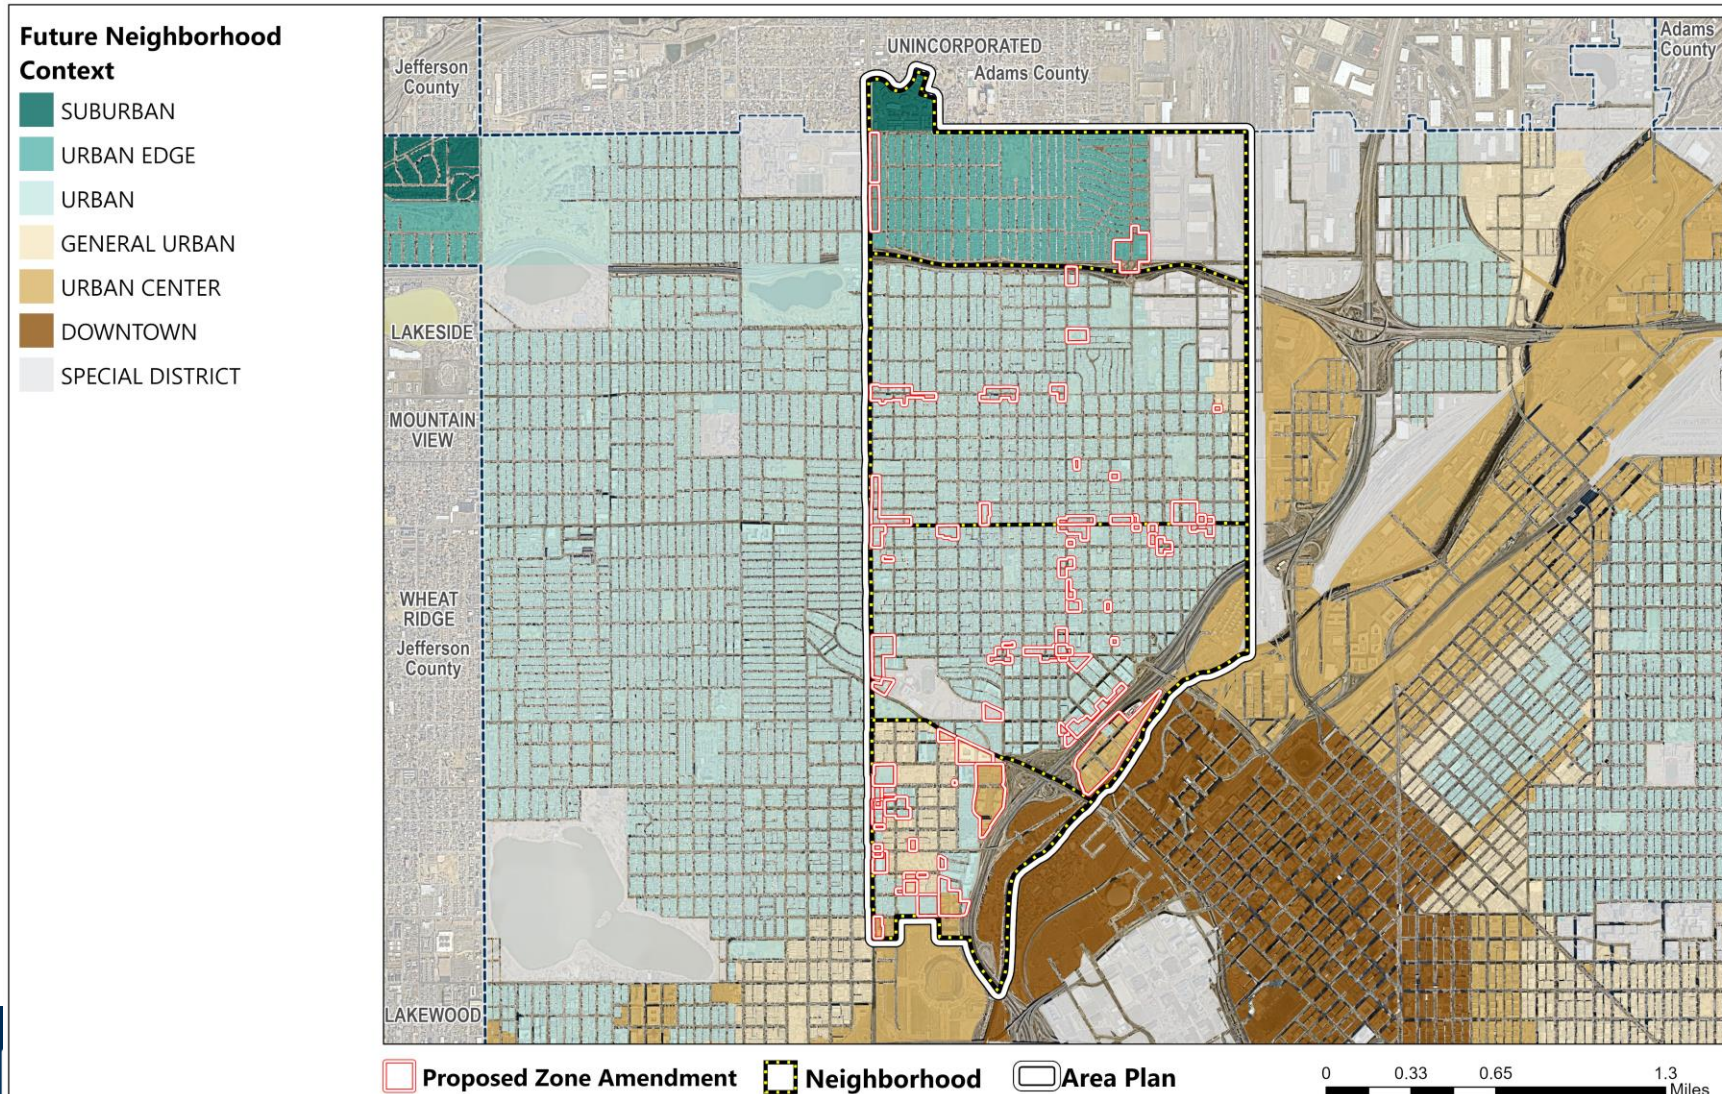 Future Neighborhood
Context
SUBURBAN
URBAN EDGE
URBAN
GENERAL URBAN
URBAN CENTER
DOWNTOWN
SPECIAL DISTRICT
Jefferson
County
UNINCORPORATED
Adams County
Adams
County
LAKESIDE
MOUNTAIN
VIEW
WHEAT
RIDGE
Jefferson
County
LAKEWOOD
Proposed Zone Amendment
Neighborhood
Area Plan
0 0.33 0.65 1.3
Miles